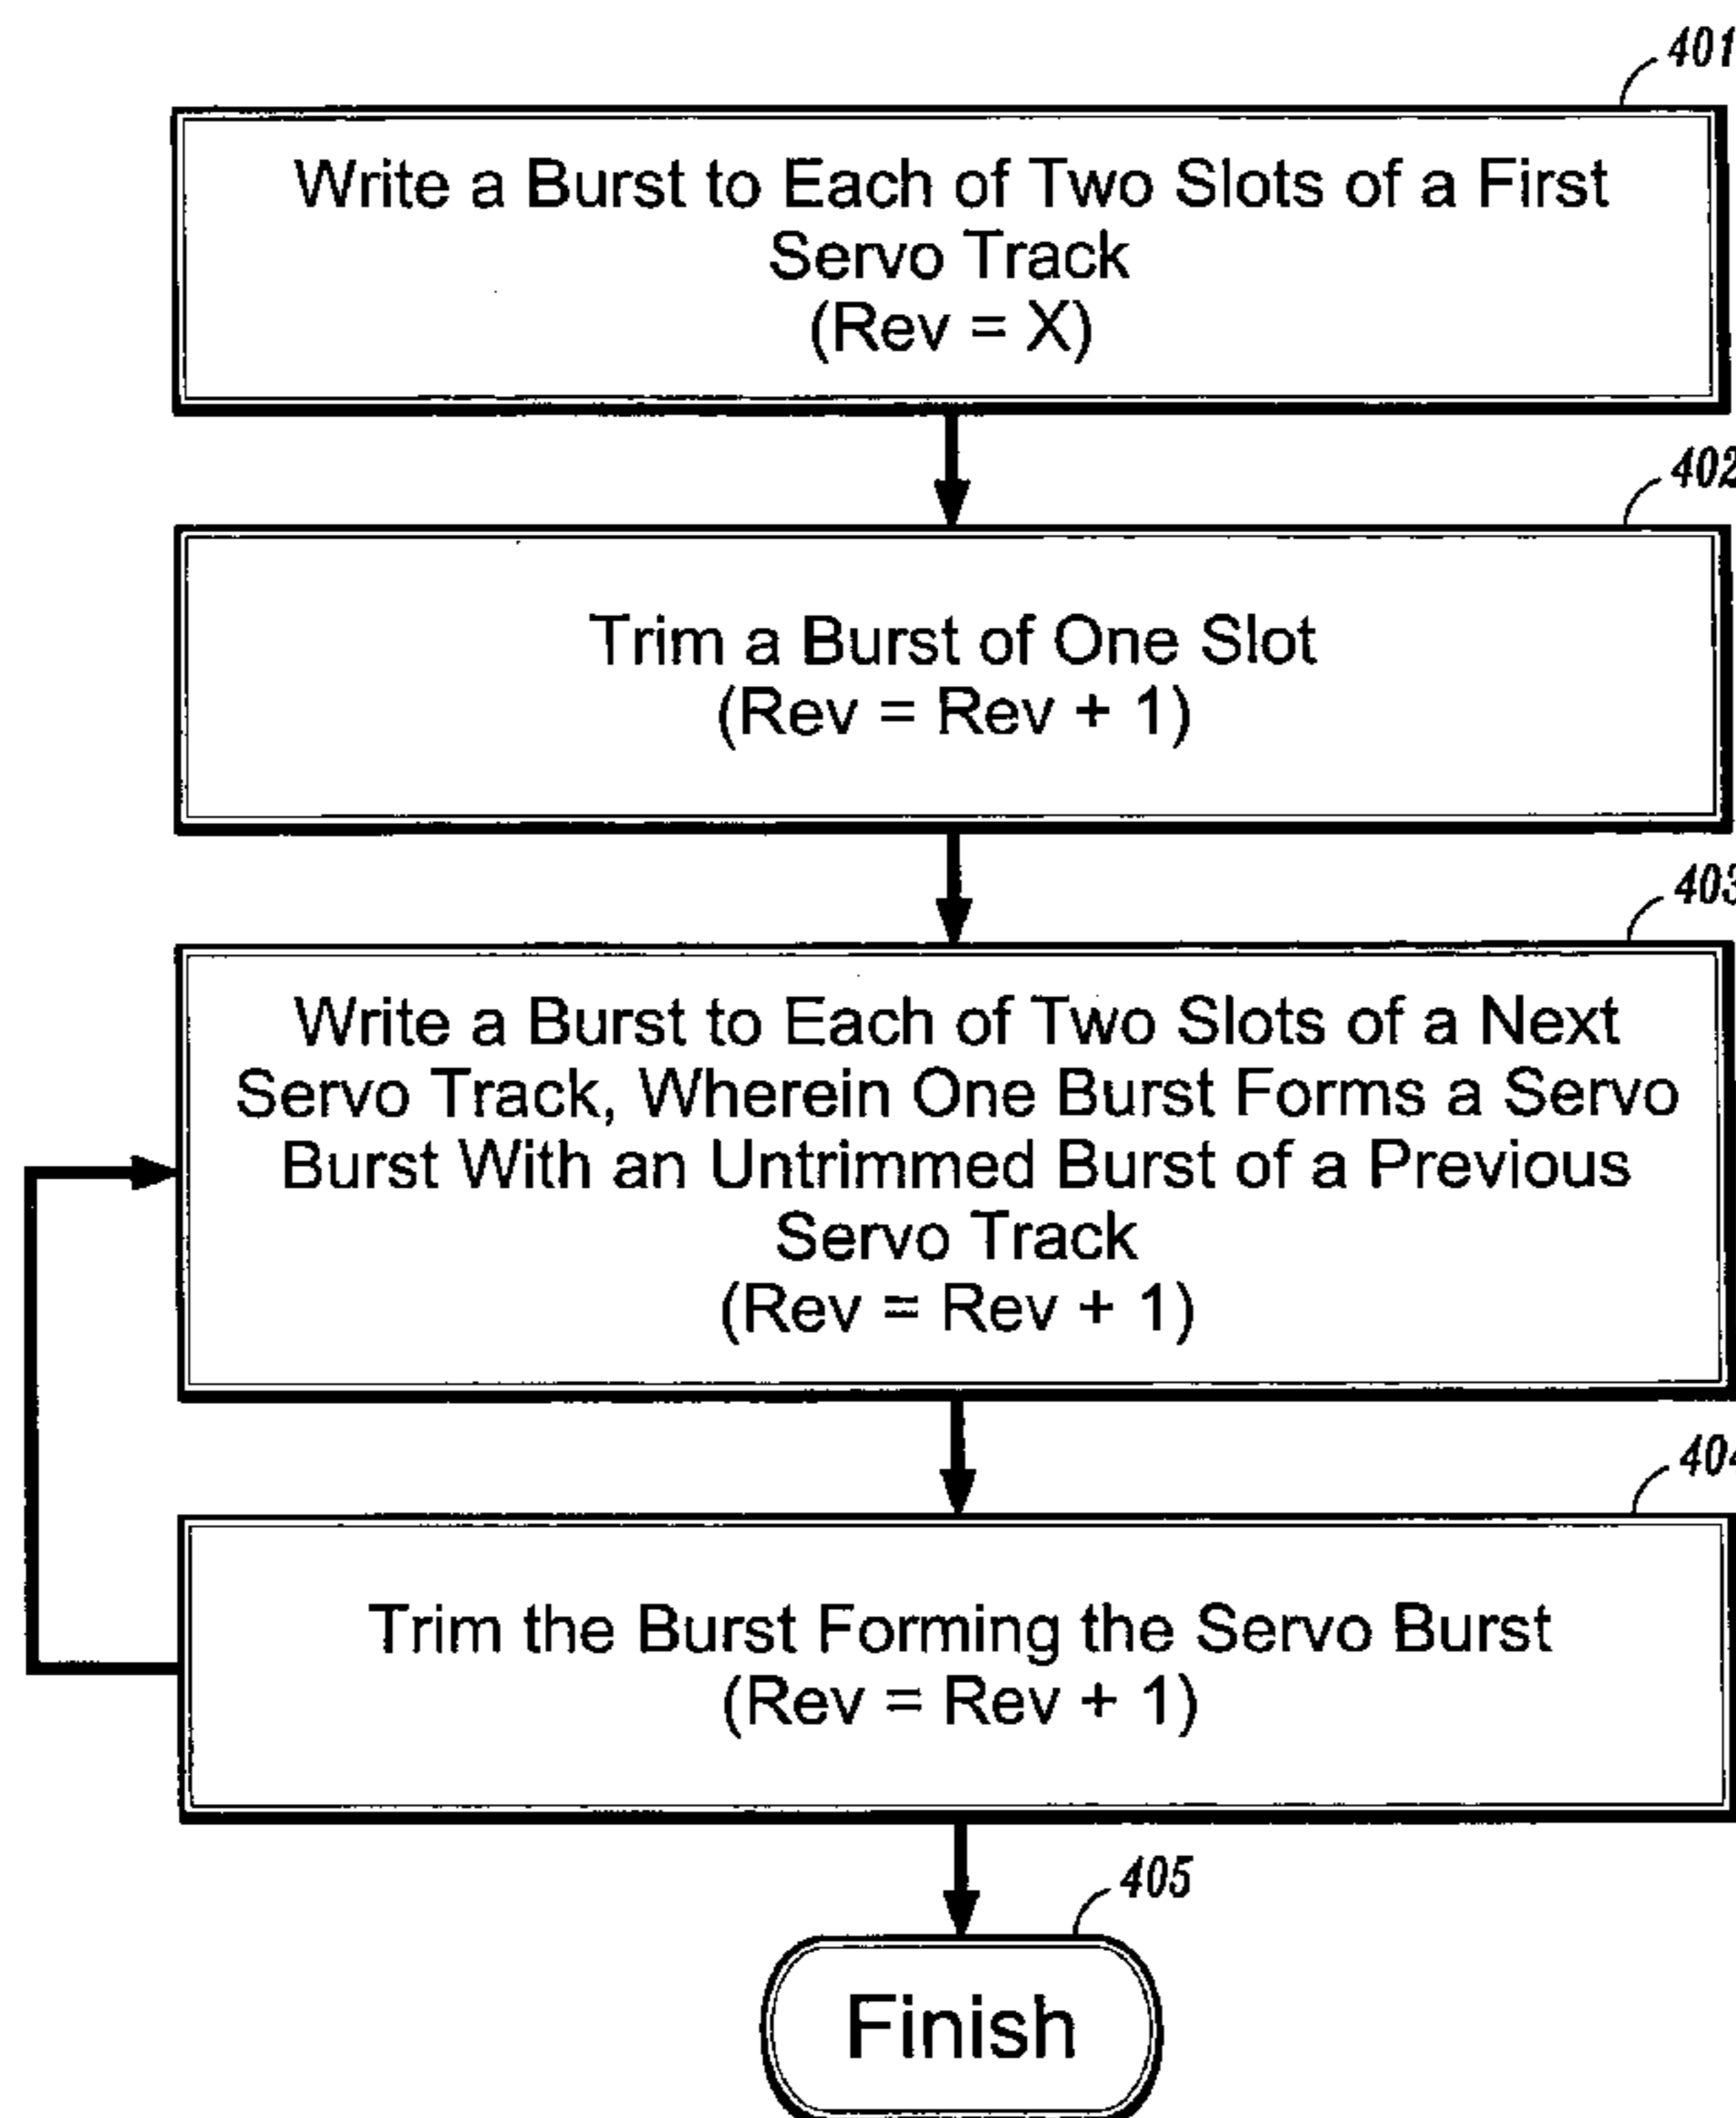 401
Write a Burst to Each of Two Slots of a First
Servo Track
(Rev = X)
402
Trim a Burst of One Slot
(Rev = Rev + 1)
403
Write a Burst to Each of Two Slots of a Next
Servo Track, Wherein One Burst Forms a Servo
Burst With an Untrimmed Burst of a Previous
Servo Track
(Rev = Rev + 1)
404
Trim the Burst Forming the Servo Burst
(Rev = Rev + 1)
405
Finish